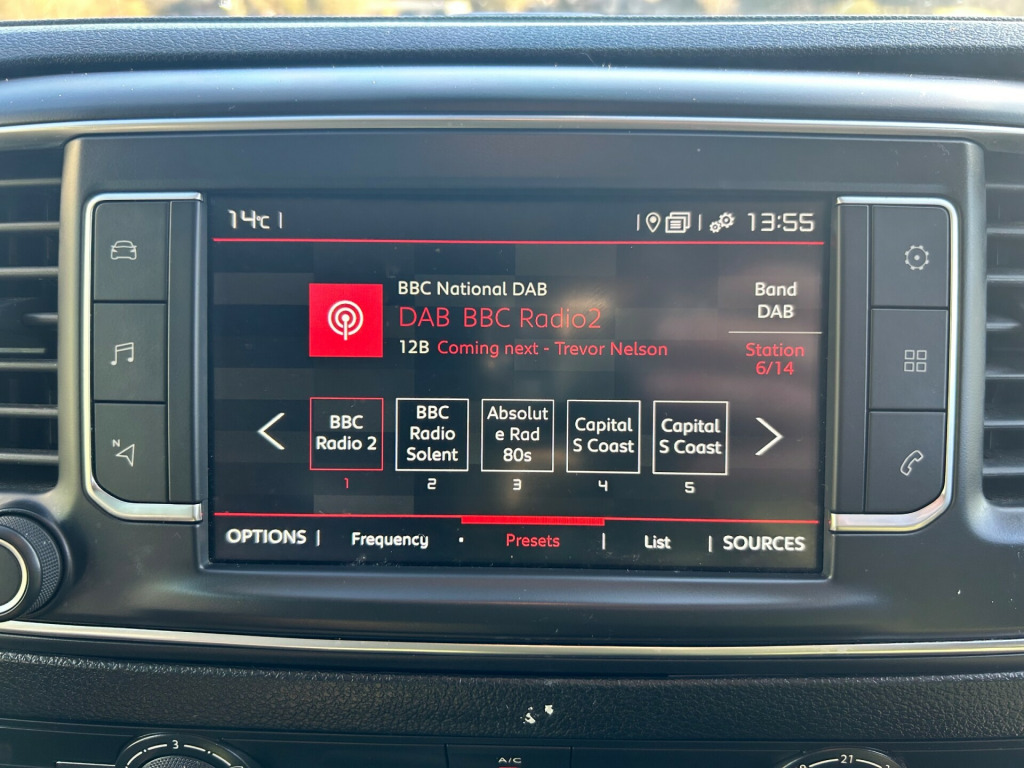 14°C
13:55
BBC National DAB
DAB BBC Radio2
12B Coming next - Trevor Nelson
Band
DAB
Station
6/14
BBC
Radio 2
BBC
Radio
Solent
Absolut
e Rad
80s
Capital
S Coast
Capital
S Coast
1
2
3
4
5
OPTIONS
Frequency
Presets
List
SOURCES
N
3
A/C
21